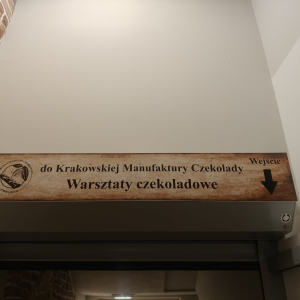 do Krakowskiej Manufaktury Czekolady
Warsztaty czekoladowe
Wejście